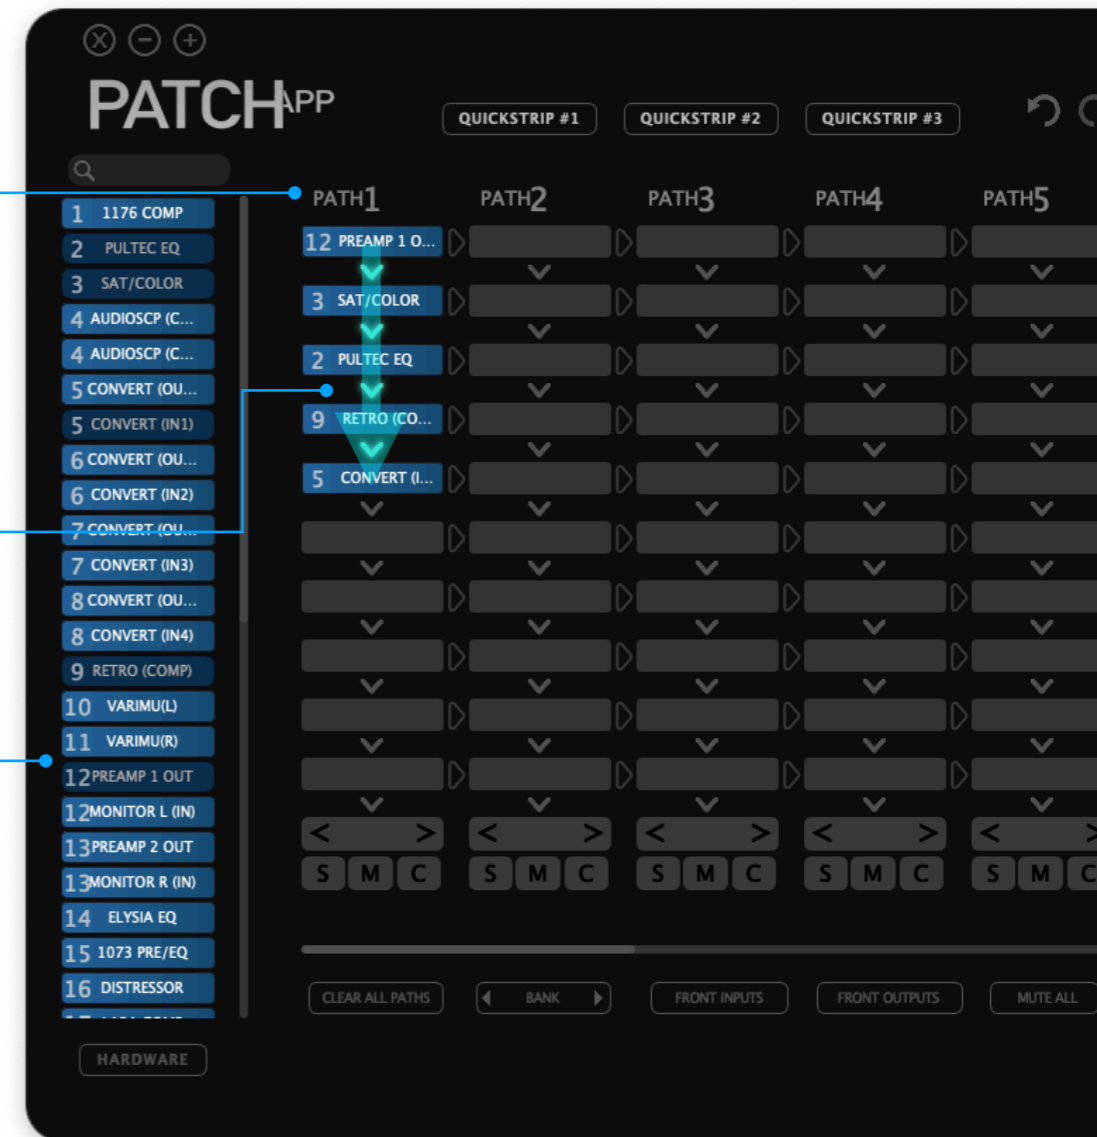 PATCHAPP
QUICKSTRIP #1
QUICKSTRIP #2
QUICKSTRIP #3
1 1176 COMP
2 PULTEC EQ
3 SAT/COLOR
4 AUDIOSCP (C...
4 AUDIOSCP (C...
5 CONVERT (OU...
5 CONVERT (IN1)
6 CONVERT (OU...
6 CONVERT (IN2)
7 CONVERT (OU...
7 CONVERT (IN3)
8 CONVERT (OU...
8 CONVERT (IN4)
9 RETRO (COMP)
10 VARIMU(L)
11 VARIMU(R)
12 PREAMP 1 OUT
12 MONITOR L (IN)
13 PREAMP 2 OUT
13 MONITOR R (IN)
14 ELYSIA EQ
15 1073 PRE/EQ
16 DISTRESSOR
HARDWARE
PATH1
PATH2
PATH3
PATH4
PATH5
12 PREAMP 1 O...
3 SAT/COLOR
2 PULTEC EQ
9 RETRO (CO...
5 CONVERT (I...
< > < > < > < > < >
S M C S M C S M C S M C S M C
CLEAR ALL PATHS
BANK
FRONT INPUTS
FRONT OUTPUTS
MUTE ALL